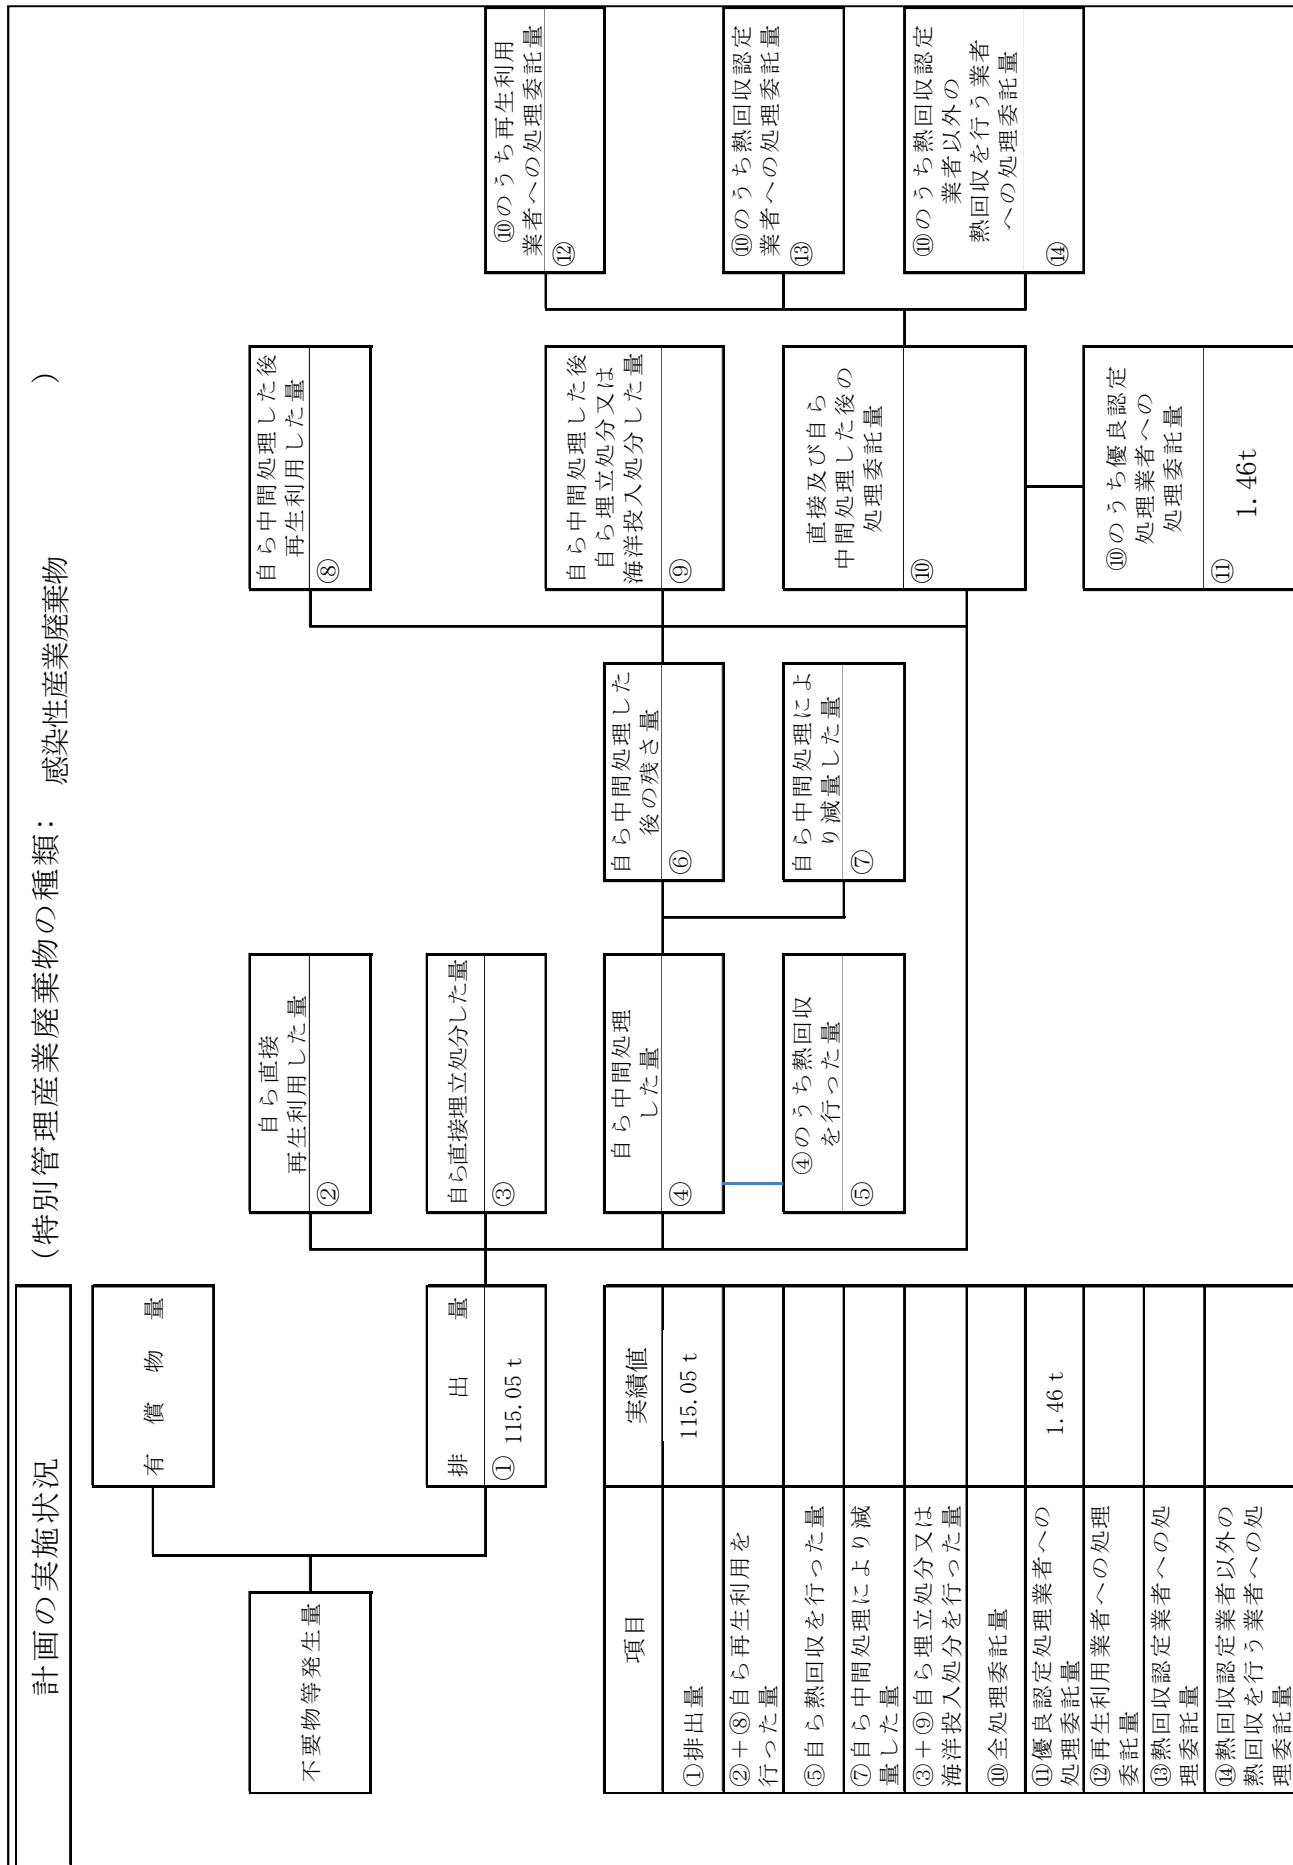 計画の実施状況
（特別管理産業廃棄物の種類： 感染性産業廃棄物 ）
不要物等発生量
有償物量
排出量
① 115.05ｔ
自ら直接
再生利用した量
②
自ら直接埋立処分した量
③
自ら中間処理
した量
④
④のうち熱回収
を行った量
⑤
自ら中間処理した
後の残さ量
⑥
自ら中間処理によ
り減量した量
⑦
自ら中間処理した後
再生利用した量
⑧
自ら中間処理した後
自ら埋立処分又は
海洋投入処分した量
⑨
直接及び自ら
中間処理した後の
処理委託量
⑩
⑩のうち優良認定
処理業者への
処理委託量
⑪
1.46t
⑩のうち再生利用
業者への処理委託量
⑫
⑩のうち熱回収認定
業者への処理委託量
⑬
⑩のうち熱回収認定
業者以外の
熱回収を行う業者
への処理委託量
⑭
項目 実績値
①排出量 115.05ｔ
②＋⑧自ら再生利用を
行った量
⑤自ら熱回収を行った量
⑦自ら中間処理により減
量した量
③＋⑨自ら埋立処分又は
海洋投入処分を行った量
⑩全処理委託量
⑪優良認定処理業者への
処理委託量 1.46ｔ
⑫再生利用業者への処理
委託量
⑬熱回収認定業者への処
理委託量
⑭熱回収認定業者以外の
熱回収を行う業者への処
理委託量